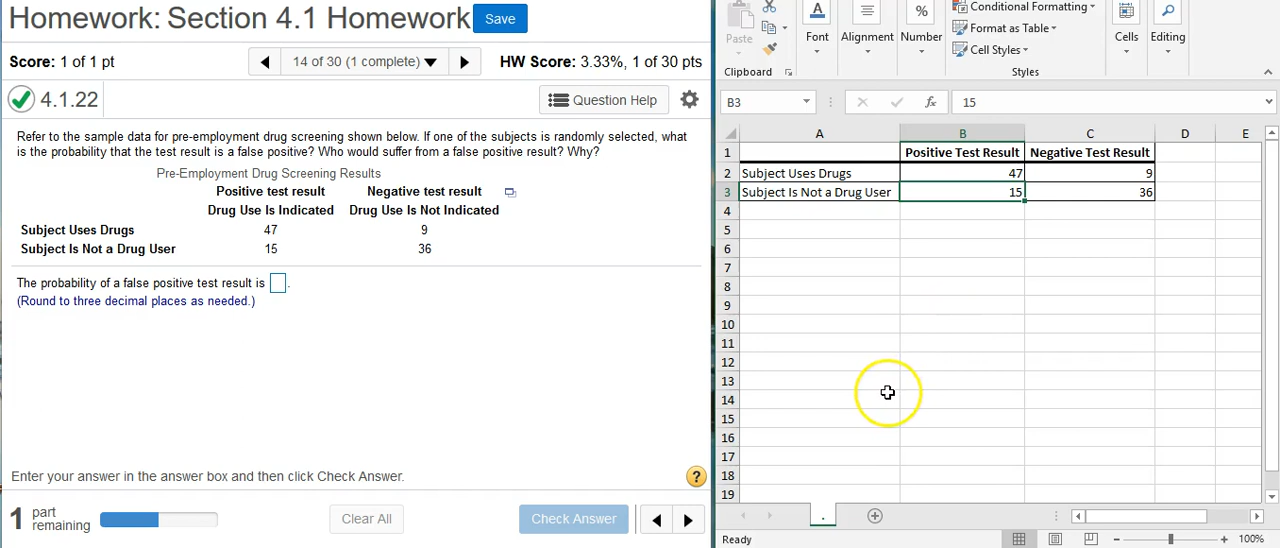 Homework: Section 4.1 Homework Save
Score: 1 of 1 pt 14 of 30 (1 complete) HW Score: 3.33%, 1 of 30 pts
4.1.22 Question Help
Refer to the sample data for pre-employment drug screening shown below. If one of the subjects is randomly selected, what
is the probability that the test result is a false positive? Who would suffer from a false positive result? Why?
Pre-Employment Drug Screening Results
Positive test result Negative test result
Drug Use Is Indicated Drug Use Is Not Indicated
Subject Uses Drugs 47 9
Subject Is Not a Drug User 15 36
The probability of a false positive test result is .
(Round to three decimal places as needed.)
Enter your answer in the answer box and then click Check Answer.
?
1 part remaining Clear All Check Answer
Paste
Clipboard
Font
Alignment
%
Number
Conditional Formatting
Format as Table
Cell Styles
Styles
Cells
Editing
B3 fx 15
A B C D E
1 Positive Test Result Negative Test Result
2 Subject Uses Drugs 47 9
3 Subject Is Not a Drug User 15 36
4
5
6
7
8
9
10
11
12
13
14
15
16
17
18
19
.
Ready 100%